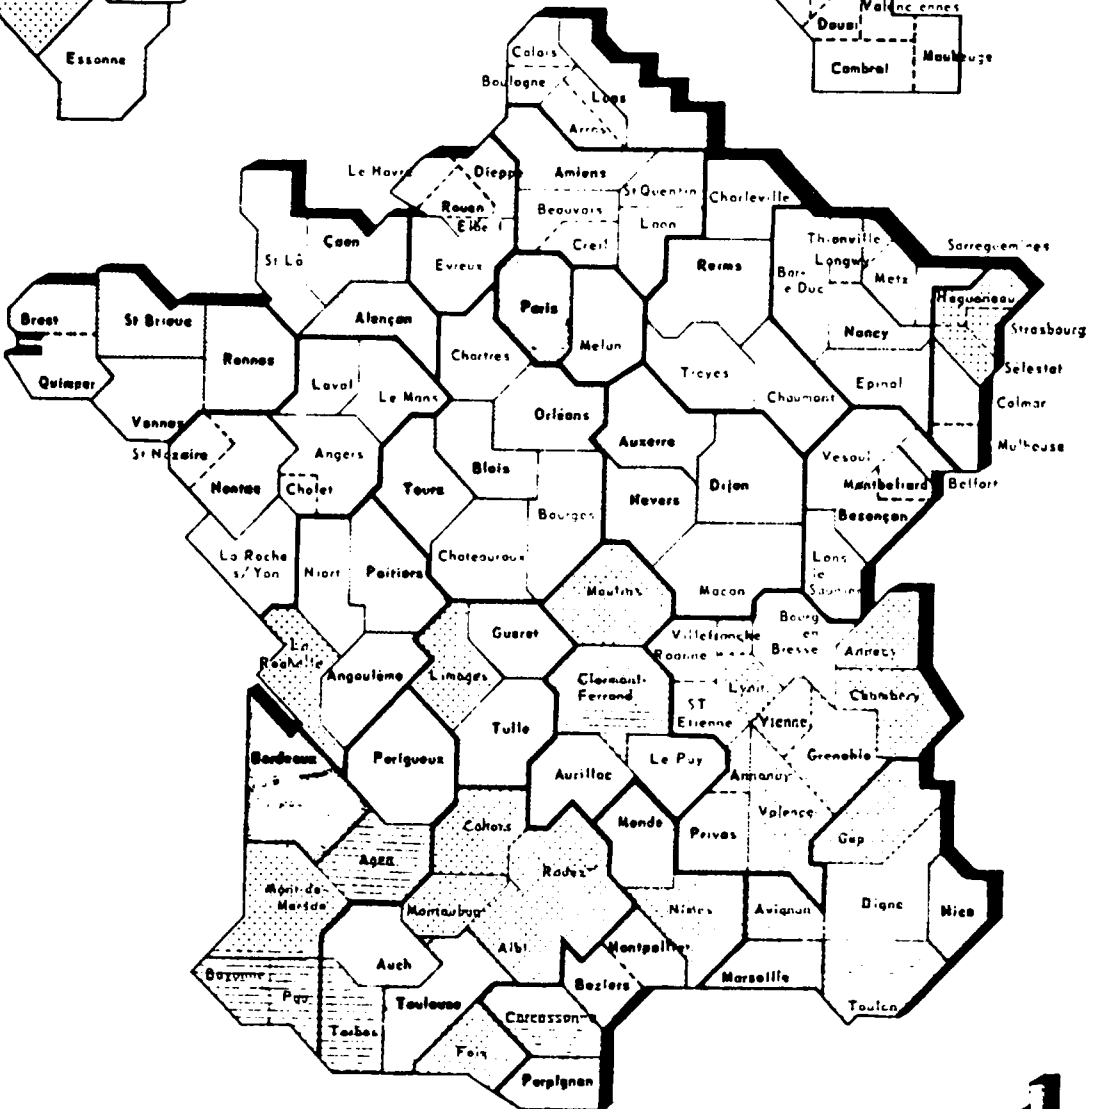 Essonne
Douai
Valenciennes
Cambrai
Maubeuge
Calais
Boulogne
Lens
Arras
Le Havre
Dieppe
Rouen
Elbe
Amiens
St Quentin
Beauvais
Laon
Creil
Charleville
St Lô
Caen
Evreux
Paris
Melun
Reims
Thionville
Longwy
Bar-
le Duc
Metz
Sarreguemines
Haguenau
Strasbourg
Sélestat
Colmar
Mulhouse
Belfort
Nancy
Epinal
Brest
St Brieuc
Quimper
Rennes
Alençon
Chartres
Laval
Le Mans
Orléans
Troyes
Chaumont
Vannes
St Nazaire
Nantes
Angers
Cholet
Tours
Blois
Auxerre
Nevers
Dijon
Vesoul
Montbeliard
Besançon
Bourges
La Roche
s/Yon
Niort
Poitiers
Chateauroux
Moulins
Macon
Lons
le
Saunier
La
Rochelle
Angoulême
Limoges
Gueret
Clermont-
Ferrand
Villefranche
Roanne
Bourg
en
Bresse
Annecy
Chambéry
Lyon
ST
Etienne
Vienne
Grenoble
Bordeaux
Périgueux
Tulle
Aurillac
Le Puy
Annonay
Valence
Privas
Gap
Agen
Cahors
Rodez
Mende
Mont-de-
Marsan
Montauban
Albi
Nîmes
Avignon
Digne
Nice
Bayonne
Pau
Tarbes
Auch
Toulouse
Montpellier
Beziers
Marseille
Toulon
Carcassonne
Foix
Perpignan
1